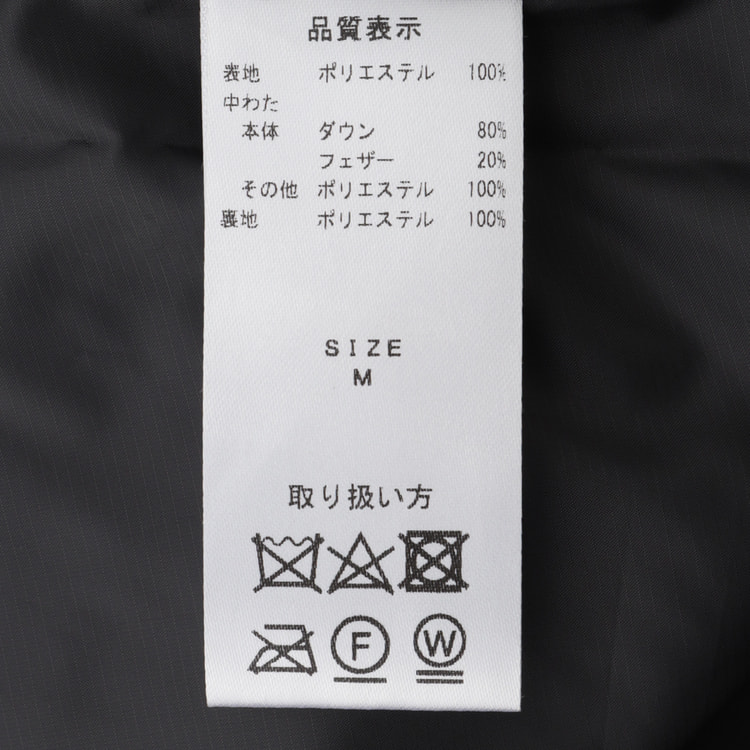 品質表示
表地 ポリエステル 100%
中わた
本体 ダウン 80%
フェザー 20%
その他 ポリエステル 100%
裏地 ポリエステル 100%
SIZE
M
取り扱い方
F W